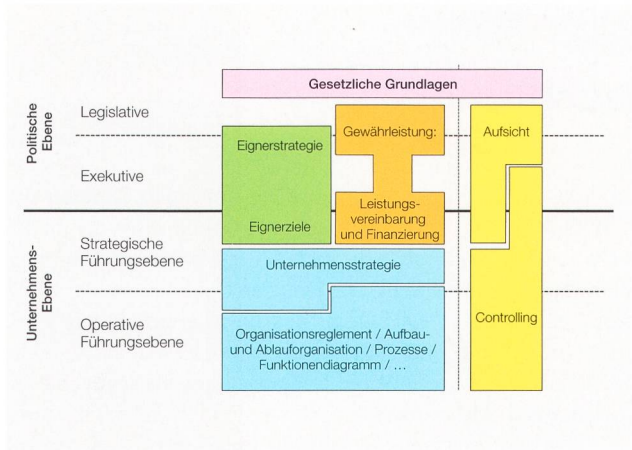 Gesetzliche Grundlagen
Politische
Ebene
Legislative
Exekutive
Eignerstrategie
Eignerziele
Gewährleistung:
Leistungs-
vereinbarung
und Finanzierung
Aufsicht
Unternehmens-
Ebene
Strategische
Führungsebene
Operative
Führungsebene
Unternehmensstrategie
Organisationsreglement / Aufbau-
und Ablauforganisation / Prozesse /
Funktionendiagramm / ...
Controlling